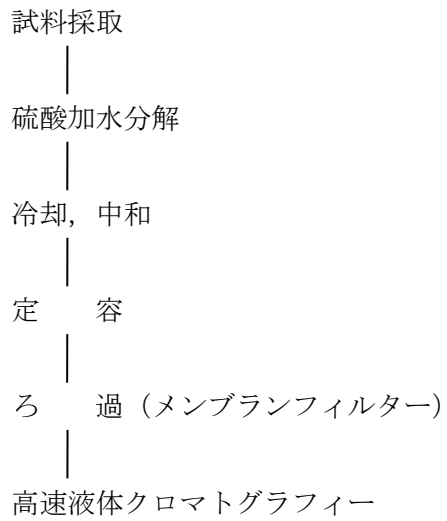 試料採取
硫酸加水分解
冷却，中和
定　　容
ろ　　過（メンブランフィルター）
高速液体クロマトグラフィー